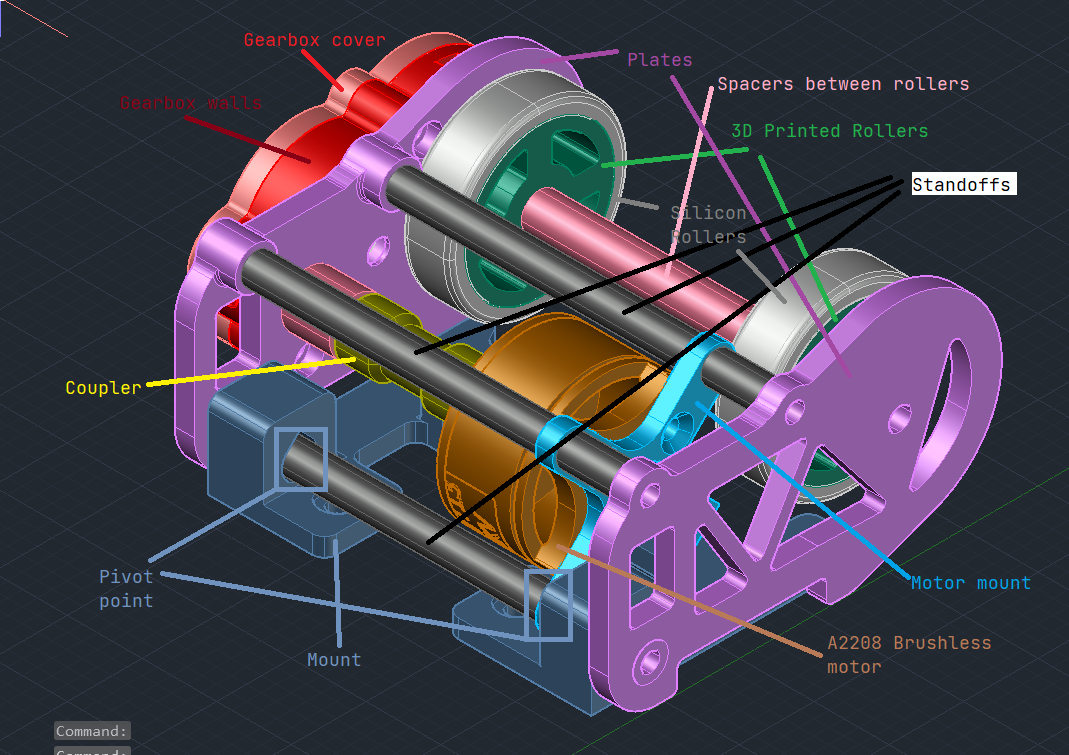 Gearbox cover
Plates
Spacers between rollers
Gearbox walls
3D Printed Rollers
Standoffs
Silicon
Rollers
Coupler
Pivot
point
Motor mount
Mount
A2208 Brushless
motor
Command:
Command: